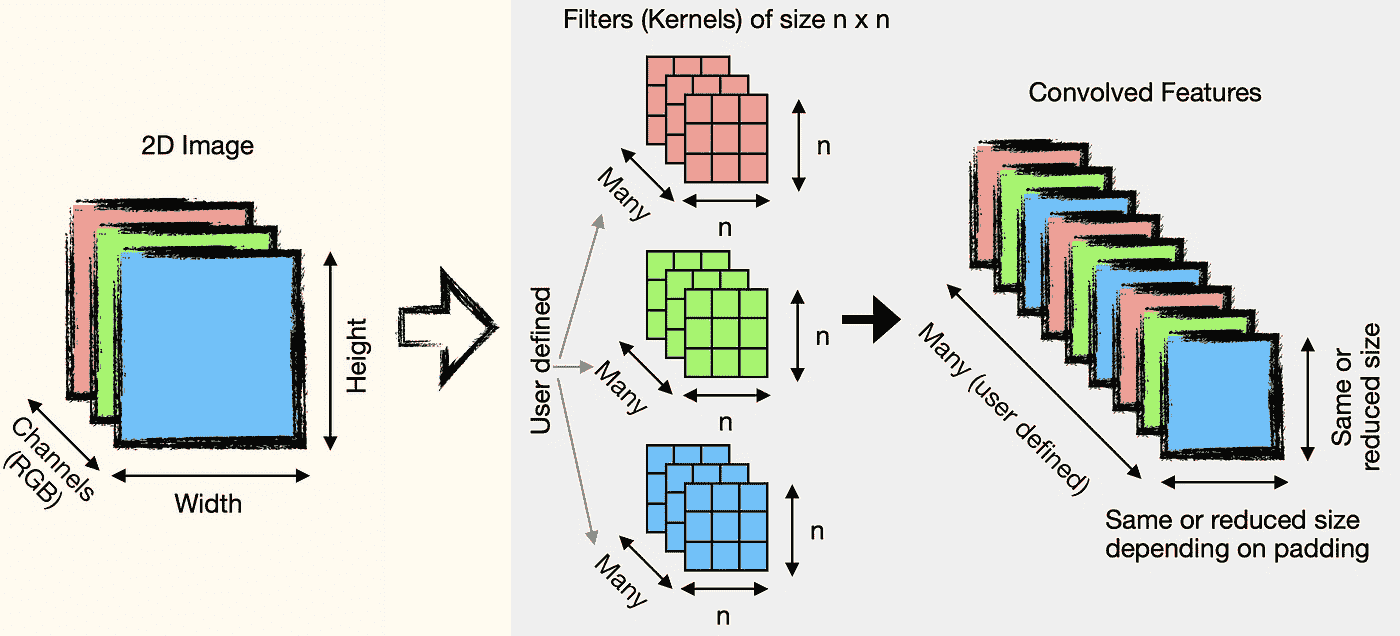 2D Image
Height
Channels
(RGB)
Width
Filters (Kernels) of size n x n
User defined
Many
n
n
Many
n
n
Many
n
n
Convolved Features
Many (user defined)
Same or
reduced size
Same or reduced size
depending on padding